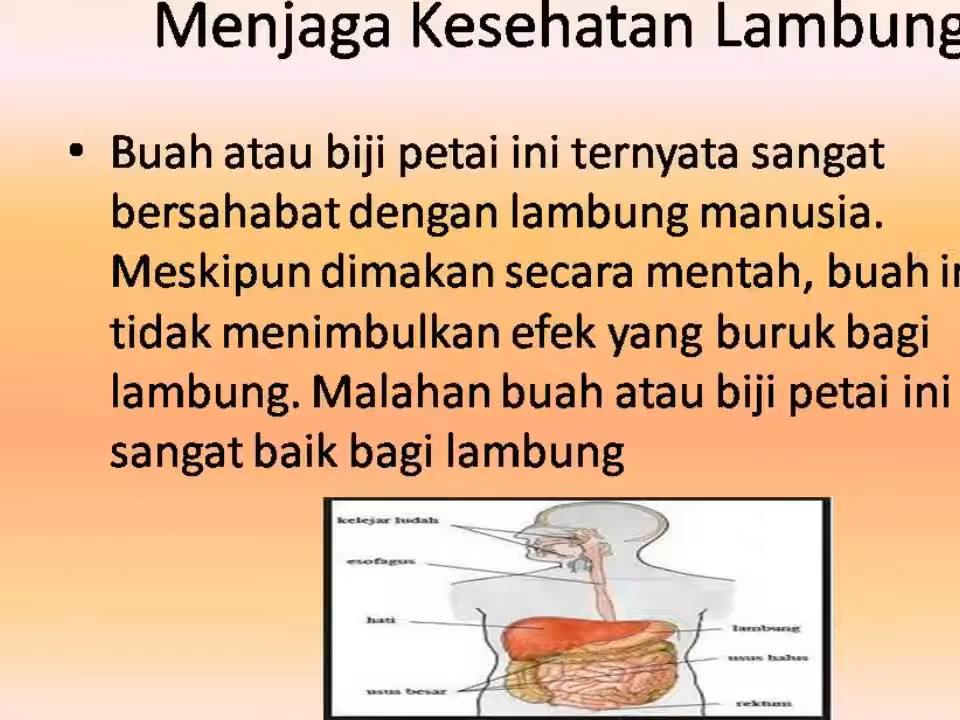 Menjaga Kesehatan Lambung
• Buah atau biji petai ini ternyata sangat
bersahabat dengan lambung manusia.
Meskipun dimakan secara mentah, buah in
tidak menimbulkan efek yang buruk bagi
lambung. Malahan buah atau biji petai ini
sangat baik bagi lambung
kelejar ludah
esofagus
hati
lambung
usus halus
usus besar
rektum